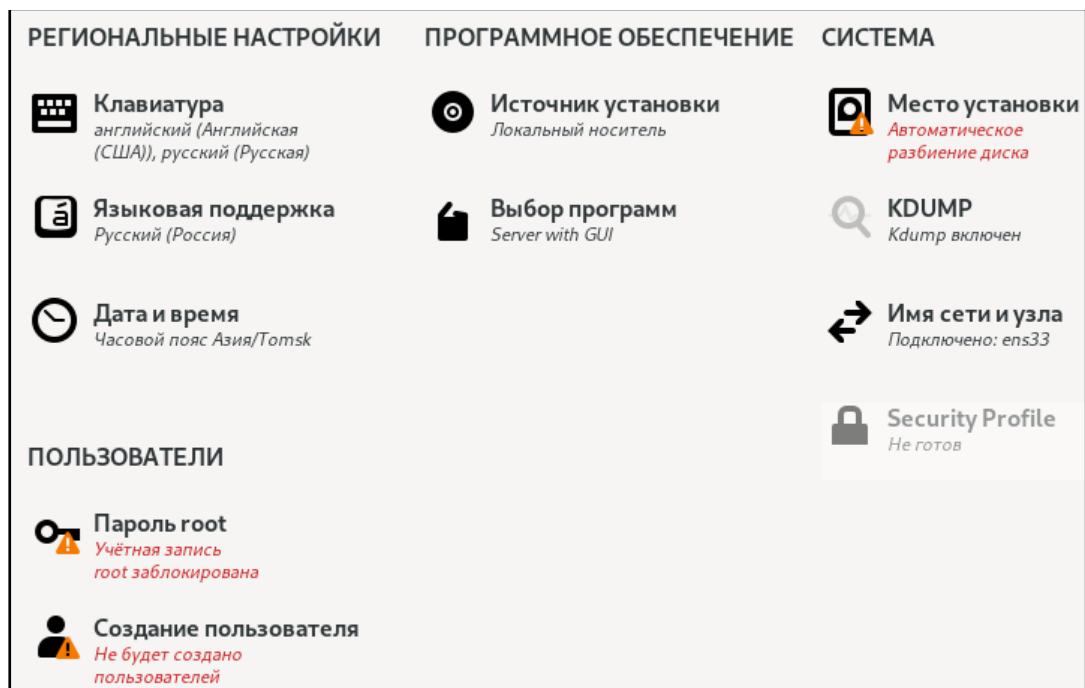 РЕГИОНАЛЬНЫЕ НАСТРОЙКИ
Клавиатура
английский (Английская
(США)), русский (Русская)
Языковая поддержка
Русский (Россия)
Дата и время
Часовой пояс Азия/Tomsk
ПРОГРАММНОЕ ОБЕСПЕЧЕНИЕ
Источник установки
Локальный носитель
Выбор программ
Server with GUI
СИСТЕМА
Место установки
Автоматическое
разбиение диска
KDUMP
Kdump включен
Имя сети и узла
Подключено: ens33
Security Profile
Не готов
ПОЛЬЗОВАТЕЛИ
Пароль root
Учётная запись
root заблокирована
Создание пользователя
Не будет создано
пользователей